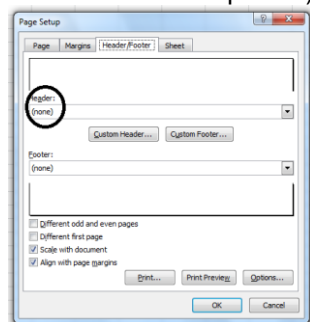 Page Setup
Page Margins Header/Footer Sheet
Header:
(none)
Custom Header... Custom Footer...
Footer:
(none)
Different odd and even pages
Different first page
Scale with document
Align with page margins
Print... Print Preview Options...
OK Cancel